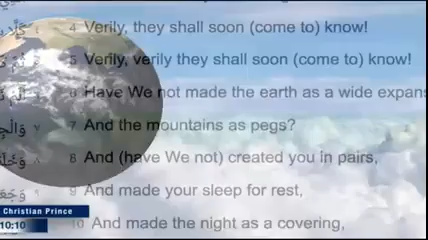 4 Verily, they shall soon (come to) know!
5 Verily, verily they shall soon (come to) know!
6 Have We not made the earth as a wide expans
7 And the mountains as pegs?
8 And (have We not) created you in pairs,
9 And made your sleep for rest,
10 And made the night as a covering,
Christian Prince
10:10